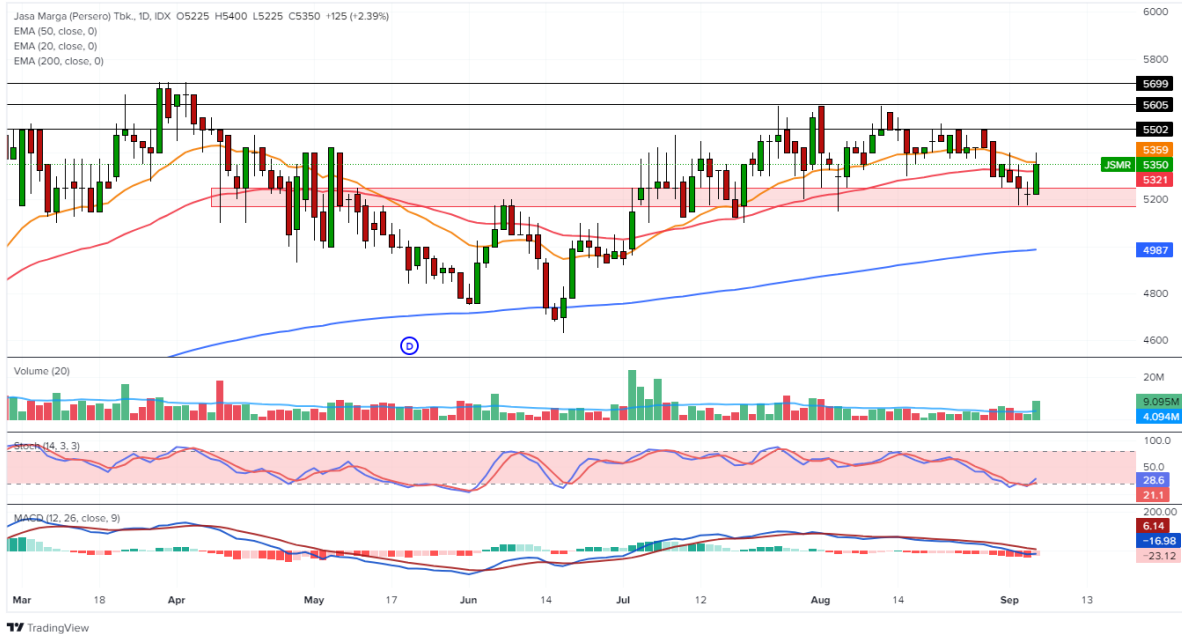 Jasa Marga (Persero) Tbk., 1D, IDX O5225 H5400 L5225 C5350 +125 (+2.39%)
EMA (50, close, 0)
EMA (20, close, 0)
EMA (200, close, 0)
6000
5800
5699
5605
5502
5359
JSMR 5350
5321
5200
4987
4800
4600
D
Volume (20)
20M
9.095M
4.094M
Stoch (14, 3, 3)
100.0
50.0
28.6
21.1
MACD (12, 26, close, 9)
200.00
6.14
−16.98
−23.12
Mar 18 Apr May 17 Jun 14 Jul 12 Aug 14 Sep 13
TradingView